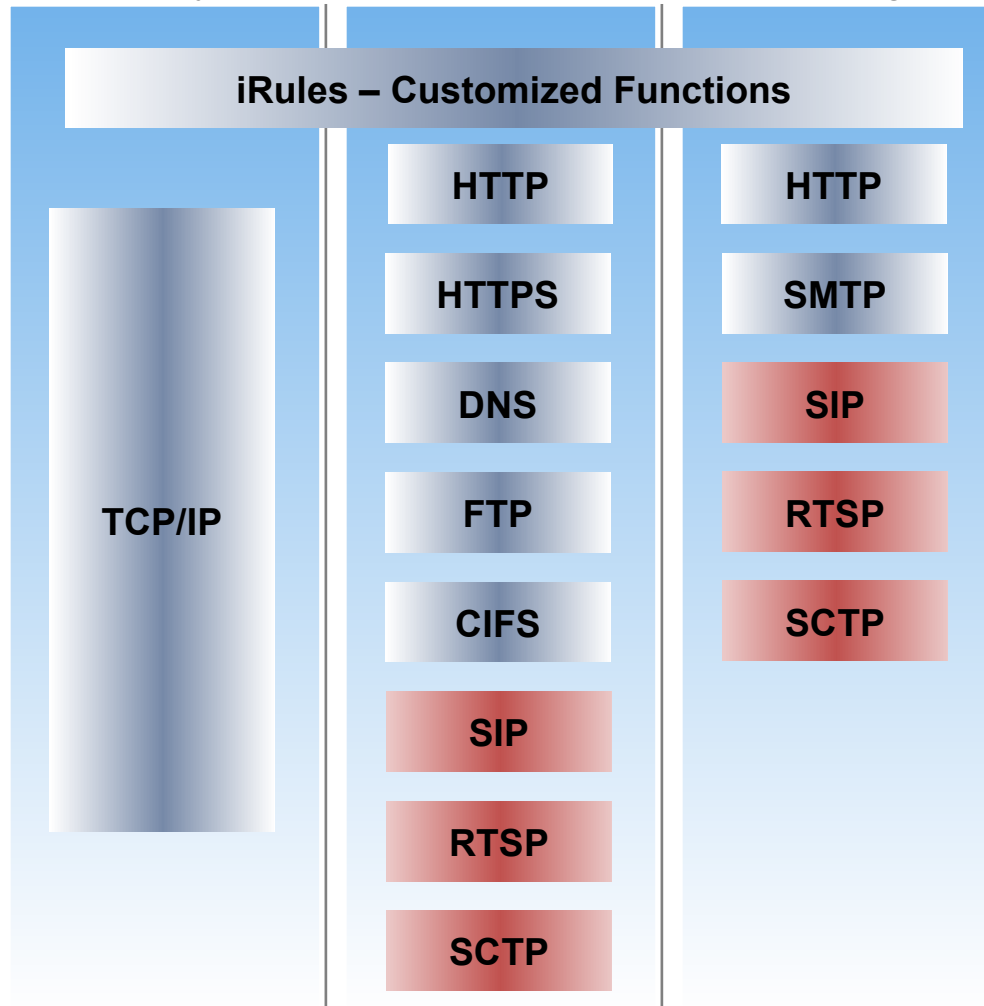 iRules – Customized Functions
TCP/IP
HTTP
HTTPS
DNS
FTP
CIFS
SIP
RTSP
SCTP
HTTP
SMTP
SIP
RTSP
SCTP